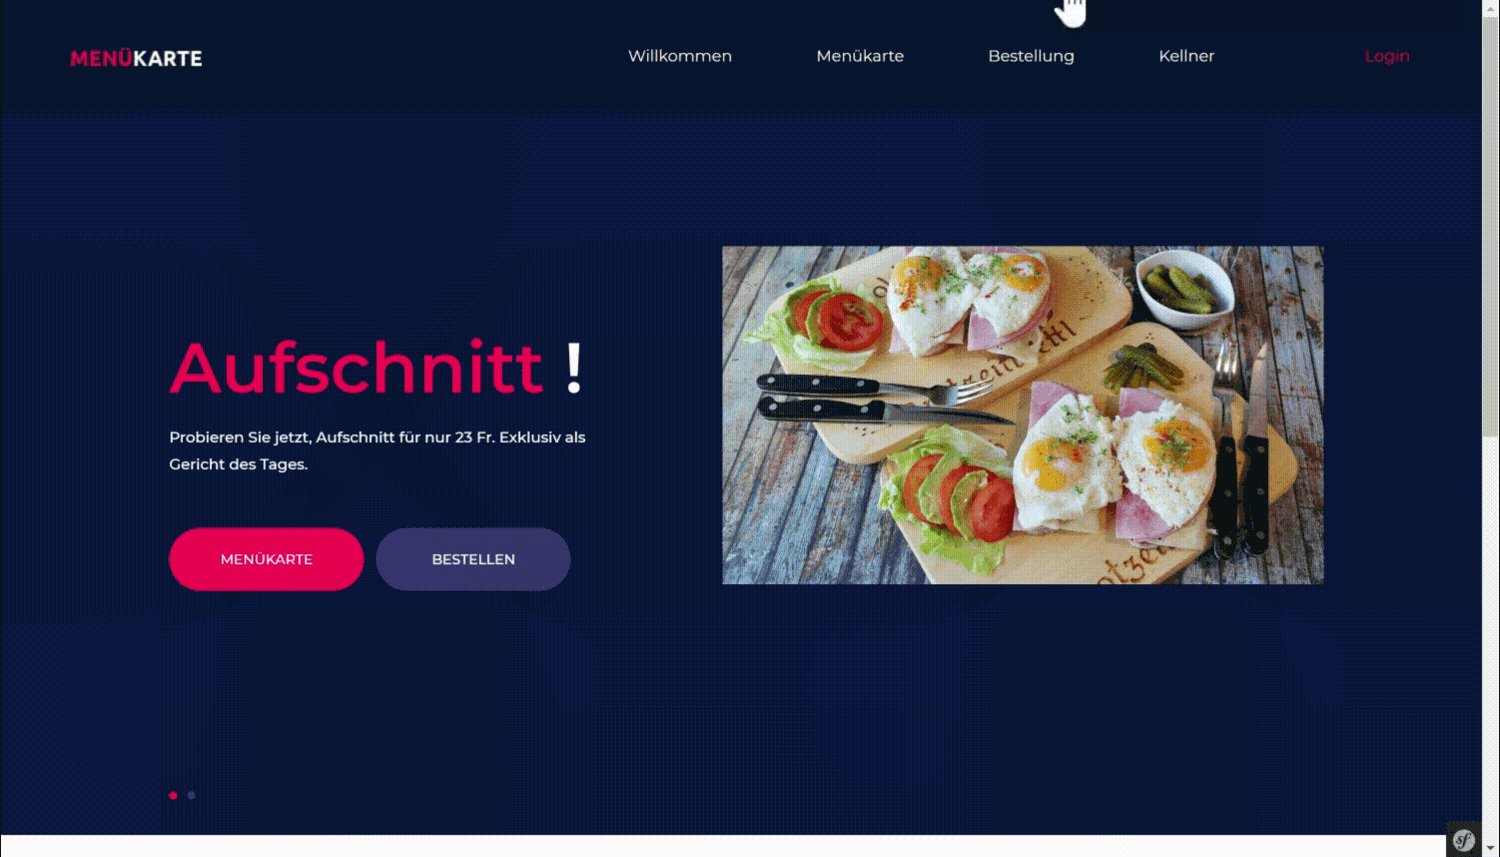 MENÜKARTE
Willkommen
Menükarte
Bestellung
Kellner
Login
Aufschnitt !
Probieren Sie jetzt, Aufschnitt für nur 23 Fr. Exklusiv als
Gericht des Tages.
MENÜKARTE
BESTELLEN
sf